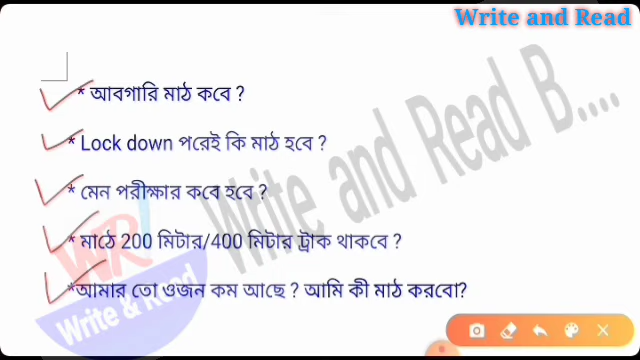 Write and Read
* আবগারি মাঠ কবে ?
* Lock down পরেই কি মাঠ হবে ?
* মেন পরীক্ষার কবে হবে ?
* মাঠে 200 মিটার/400 মিটার ট্রাক থাকবে ?
*আমার তো ওজন কম আছে ? আমি কী মাঠ করবো?
Write and Read B....
WR
Write & Read